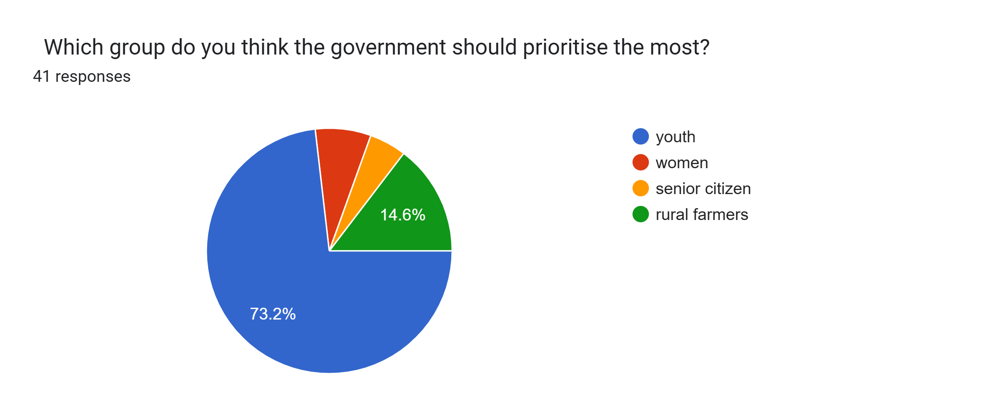 Which group do you think the government should prioritise the most?
41 responses
youth
women
senior citizen
rural farmers
14.6%
73.2%